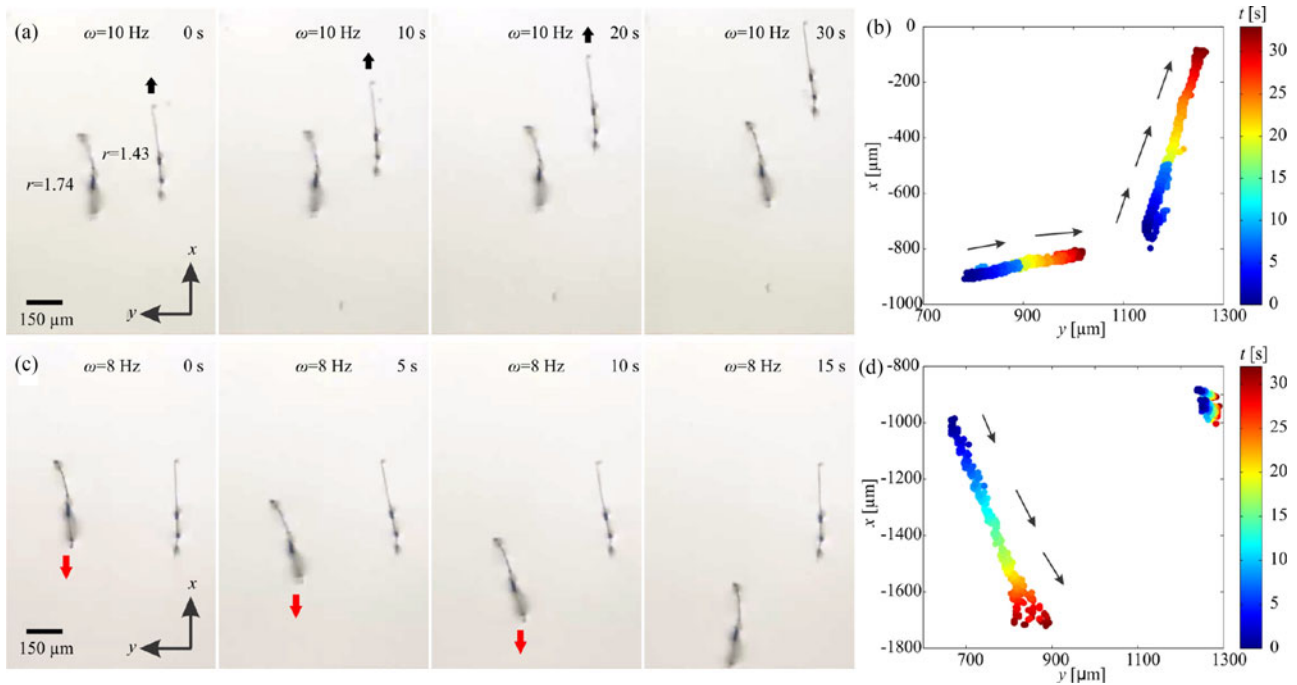 (a)
ω=10 Hz 0 s
ω=10 Hz 10 s
ω=10 Hz 20 s
ω=10 Hz 30 s
r=1.43
r=1.74
x
y
150 µm
(b)
0
-200
-400
-600
-800
-1000
x [µm]
700 900 1100 1300
y [µm]
t [s]
30
25
20
15
10
5
0
(c)
ω=8 Hz 0 s
ω=8 Hz 5 s
ω=8 Hz 10 s
ω=8 Hz 15 s
x
y
150 µm
(d)
-800
-1000
-1200
-1400
-1600
-1800
x [µm]
700 900 1100 1300
y [µm]
t [s]
30
25
20
15
10
5
0